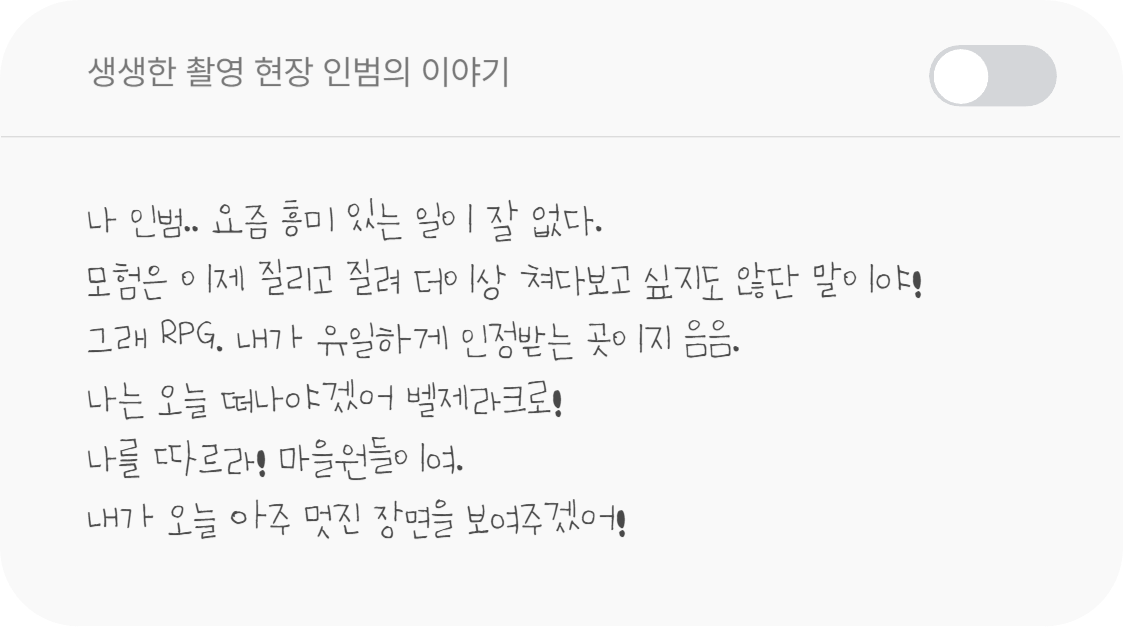 생생한 촬영 현장 인범의 이야기
나 인범.. 요즘 흥미 있는 일이 잘 없다.
모험은 이제 질리고 질려 더이상 쳐다보고 싶지도 않단 말이야!
그래 RPG. 내가 유일하게 인정받는 곳이지 음음.
나는 오늘 떠나야겠어 벨제라크로!
나를 따르라! 마을원들이여.
내가 오늘 아주 멋진 장면을 보여주겠어!